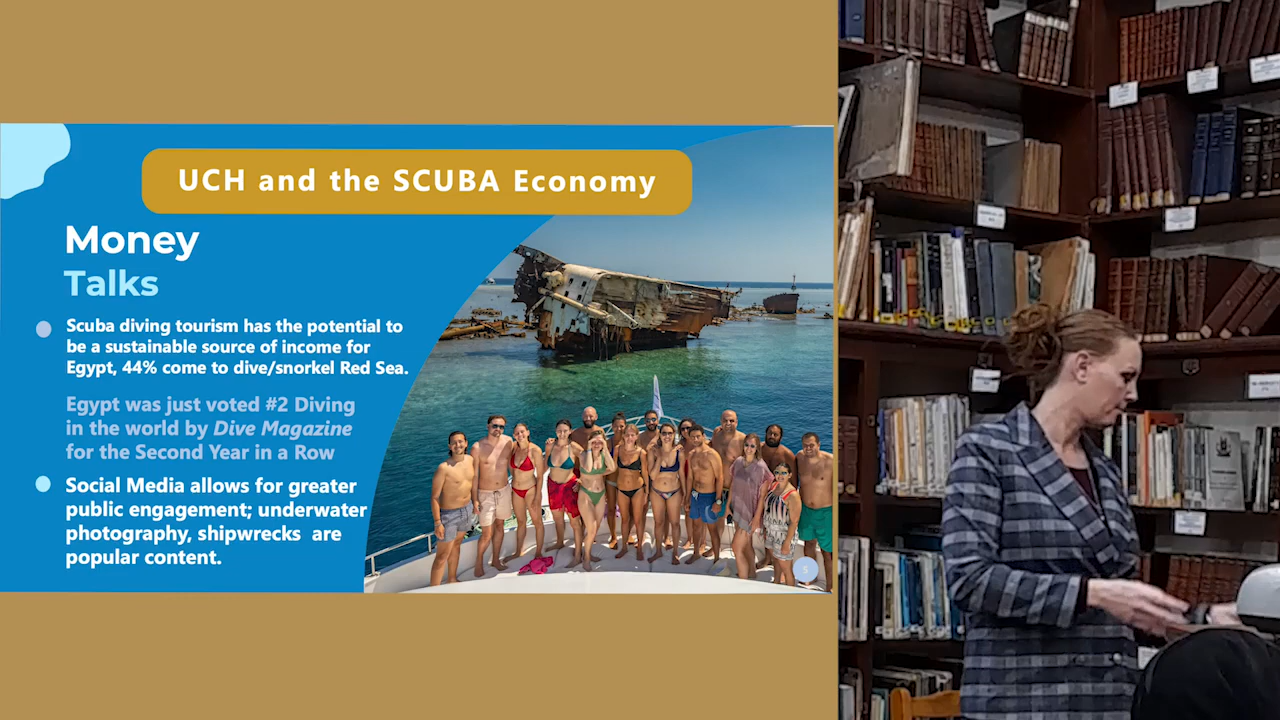 UCH and the SCUBA Economy
Money
Talks
Scuba diving tourism has the potential to
be a sustainable source of income for
Egypt, 44% come to dive/snorkel Red Sea.
Egypt was just voted #2 Diving
in the world by Dive Magazine
for the Second Year in a Row
Social Media allows for greater
public engagement; underwater
photography, shipwrecks are
popular content.
5